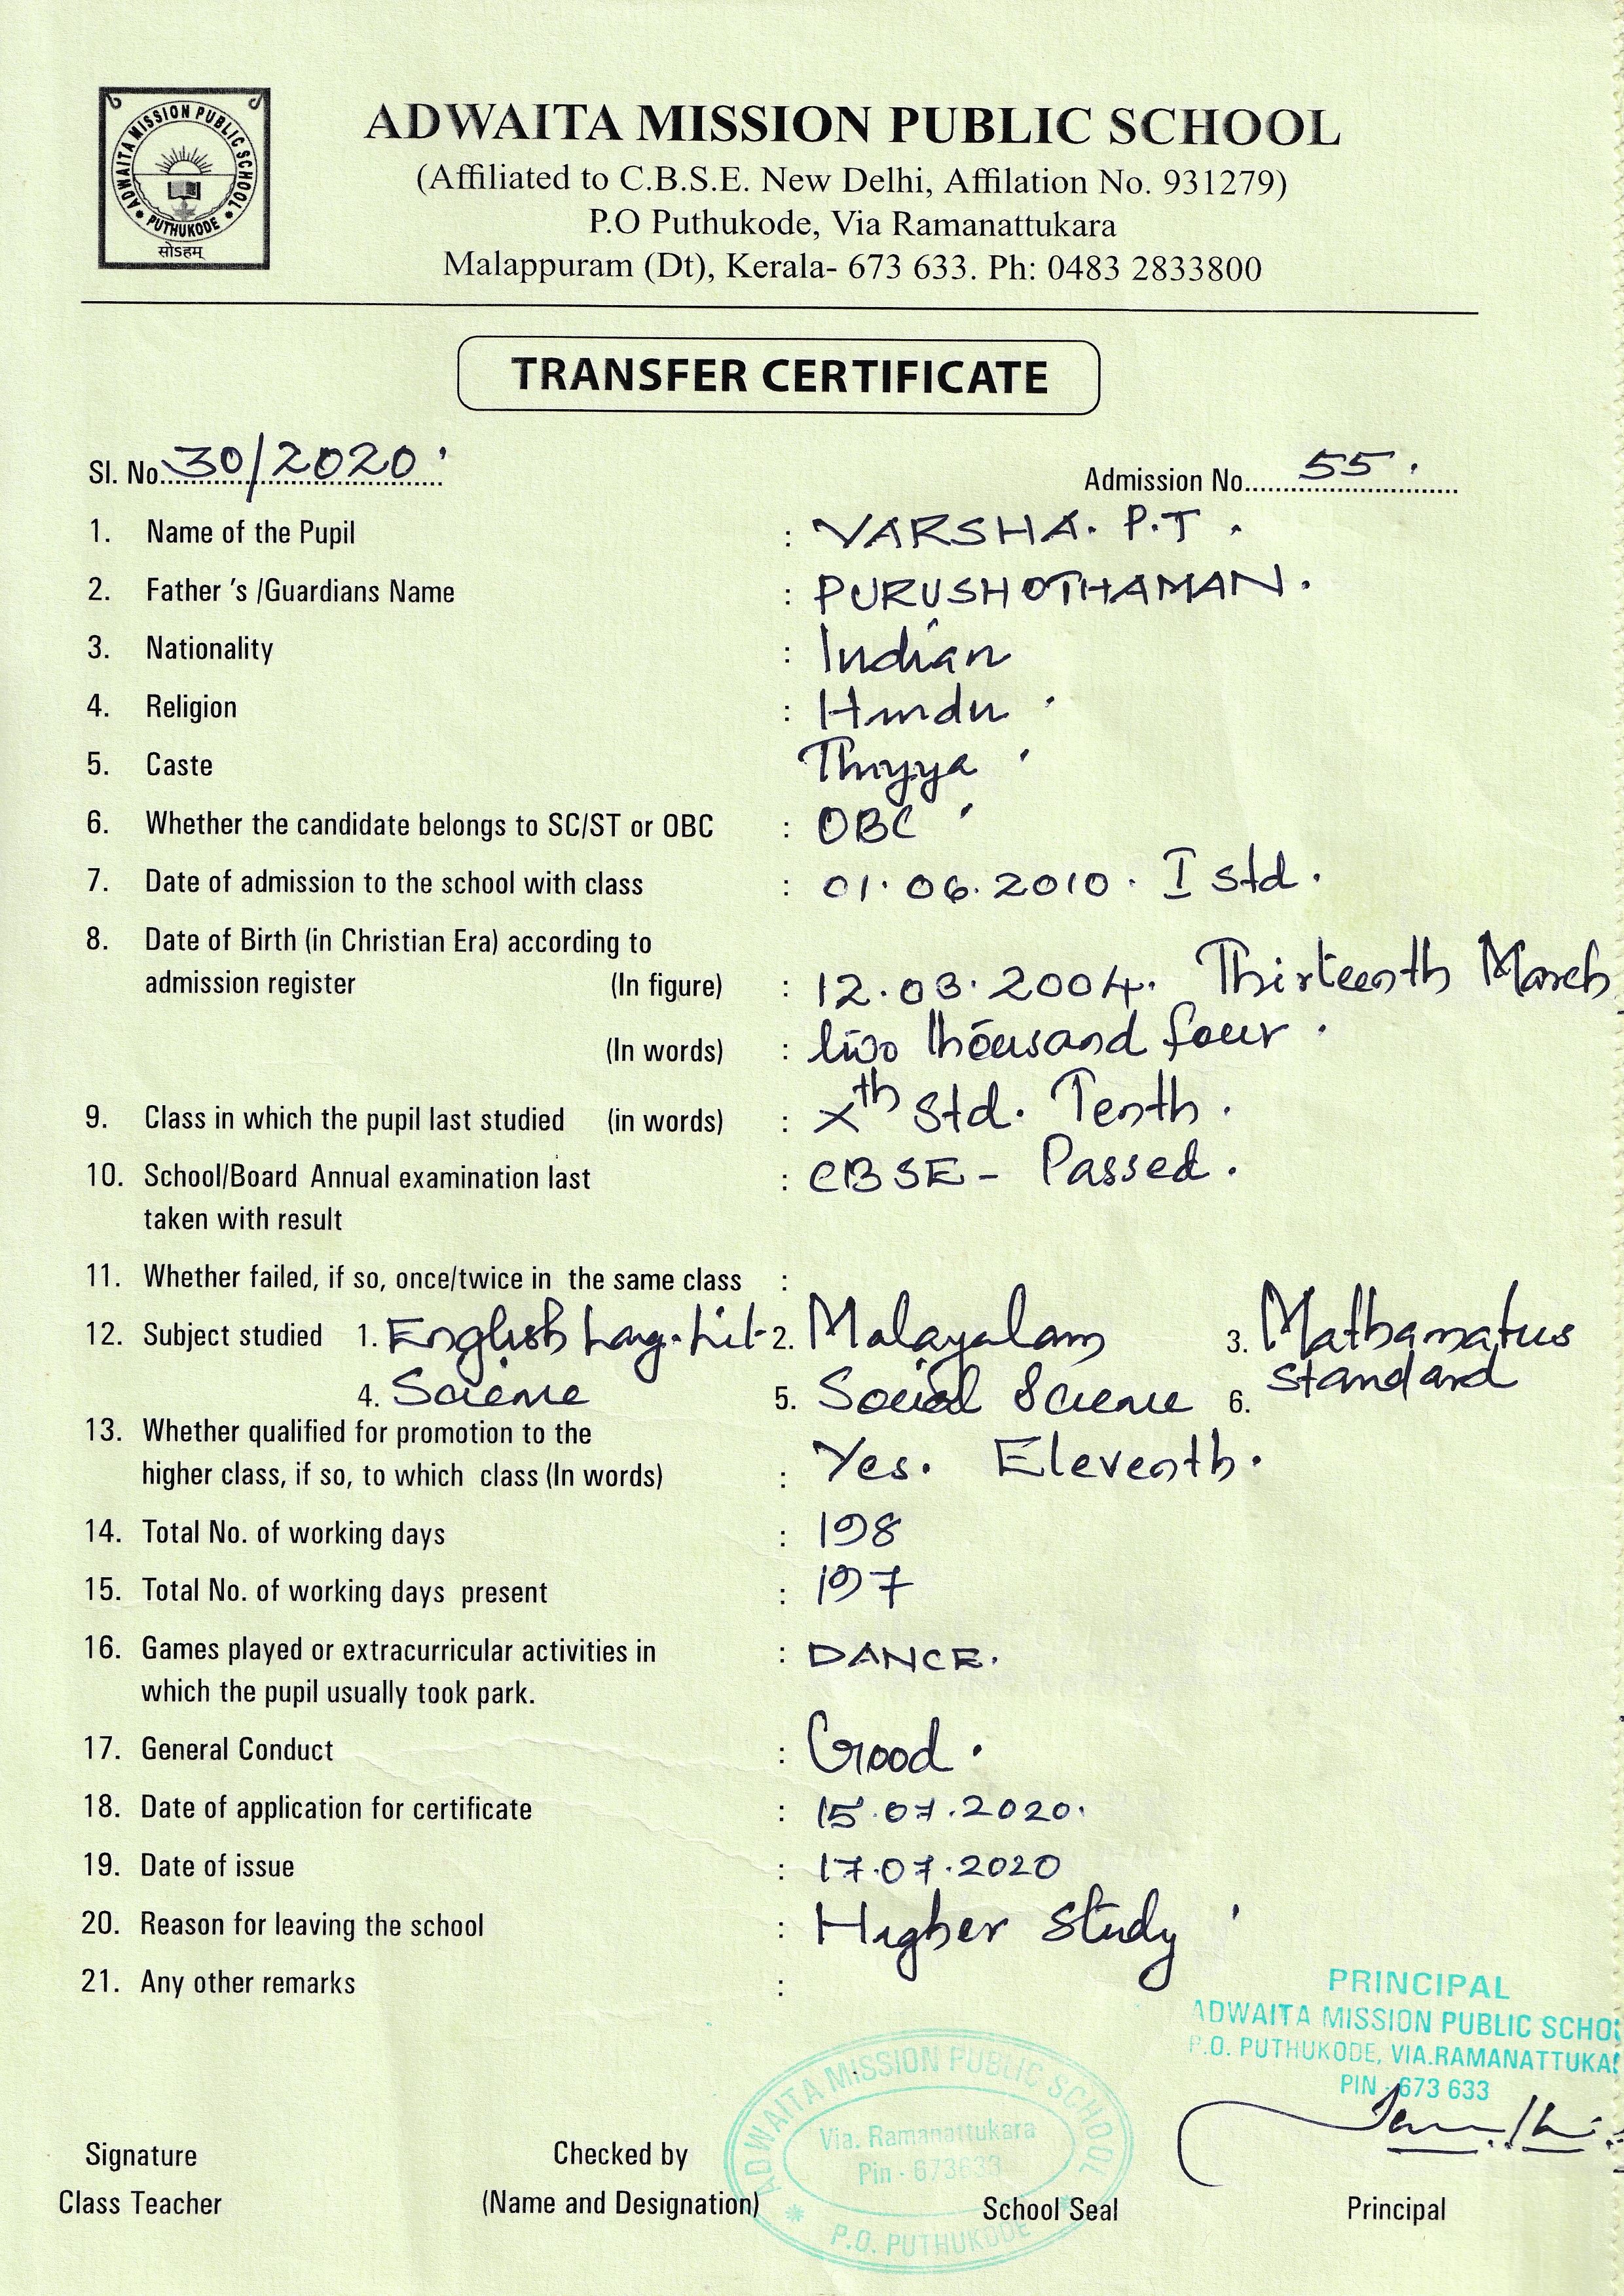 ADWAITA MISSION PUBLIC SCHOOL
PUTHUKODE
सोऽहम्
ADWAITA MISSION PUBLIC SCHOOL
(Affiliated to C.B.S.E. New Delhi, Affilation No. 931279)
P.O Puthukode, Via Ramanattukara
Malappuram (Dt), Kerala- 673 633. Ph: 0483 2833800
TRANSFER CERTIFICATE
Sl. No. 30/2020 Admission No. 55
1. Name of the Pupil : VARSHA. P.T
2. Father 's /Guardians Name : PURUSHOTHAMAN.
3. Nationality : Indian
4. Religion : Hindu
5. Caste Thiyya
6. Whether the candidate belongs to SC/ST or OBC : OBC
7. Date of admission to the school with class : 01.06.2010. I std.
8. Date of Birth (in Christian Era) according to
admission register (In figure) : 12.03.2004. Thirteenth March
(In words) : two thousand four.
9. Class in which the pupil last studied (in words) : Xth Std. Tenth.
10. School/Board Annual examination last : CBSE - Passed.
taken with result
11. Whether failed, if so, once/twice in the same class :
12. Subject studied 1. English Lang. Lit 2. Malayalam 3. Mathamatics
4. Science 5. Social Science 6. Standard
13. Whether qualified for promotion to the
higher class, if so, to which class (In words) : Yes. Eleventh.
14. Total No. of working days : 198
15. Total No. of working days present : 197
16. Games played or extracurricular activities in : DANCE.
which the pupil usually took park.
17. General Conduct : Good.
18. Date of application for certificate : 15.07.2020.
19. Date of issue : 17.07.2020
20. Reason for leaving the school : Higher Study
21. Any other remarks :
PRINCIPAL
ADWAITA MISSION PUBLIC SCHO
P.O. PUTHUKODE, VIA.RAMANATTUKA
PIN - 673 633
ADWAITA MISSION PUBLIC SCHOOL
Via. Ramanattukara
Pin - 673633
P.O. PUTHUKODE
Signature Checked by
Class Teacher (Name and Designation) School Seal Principal